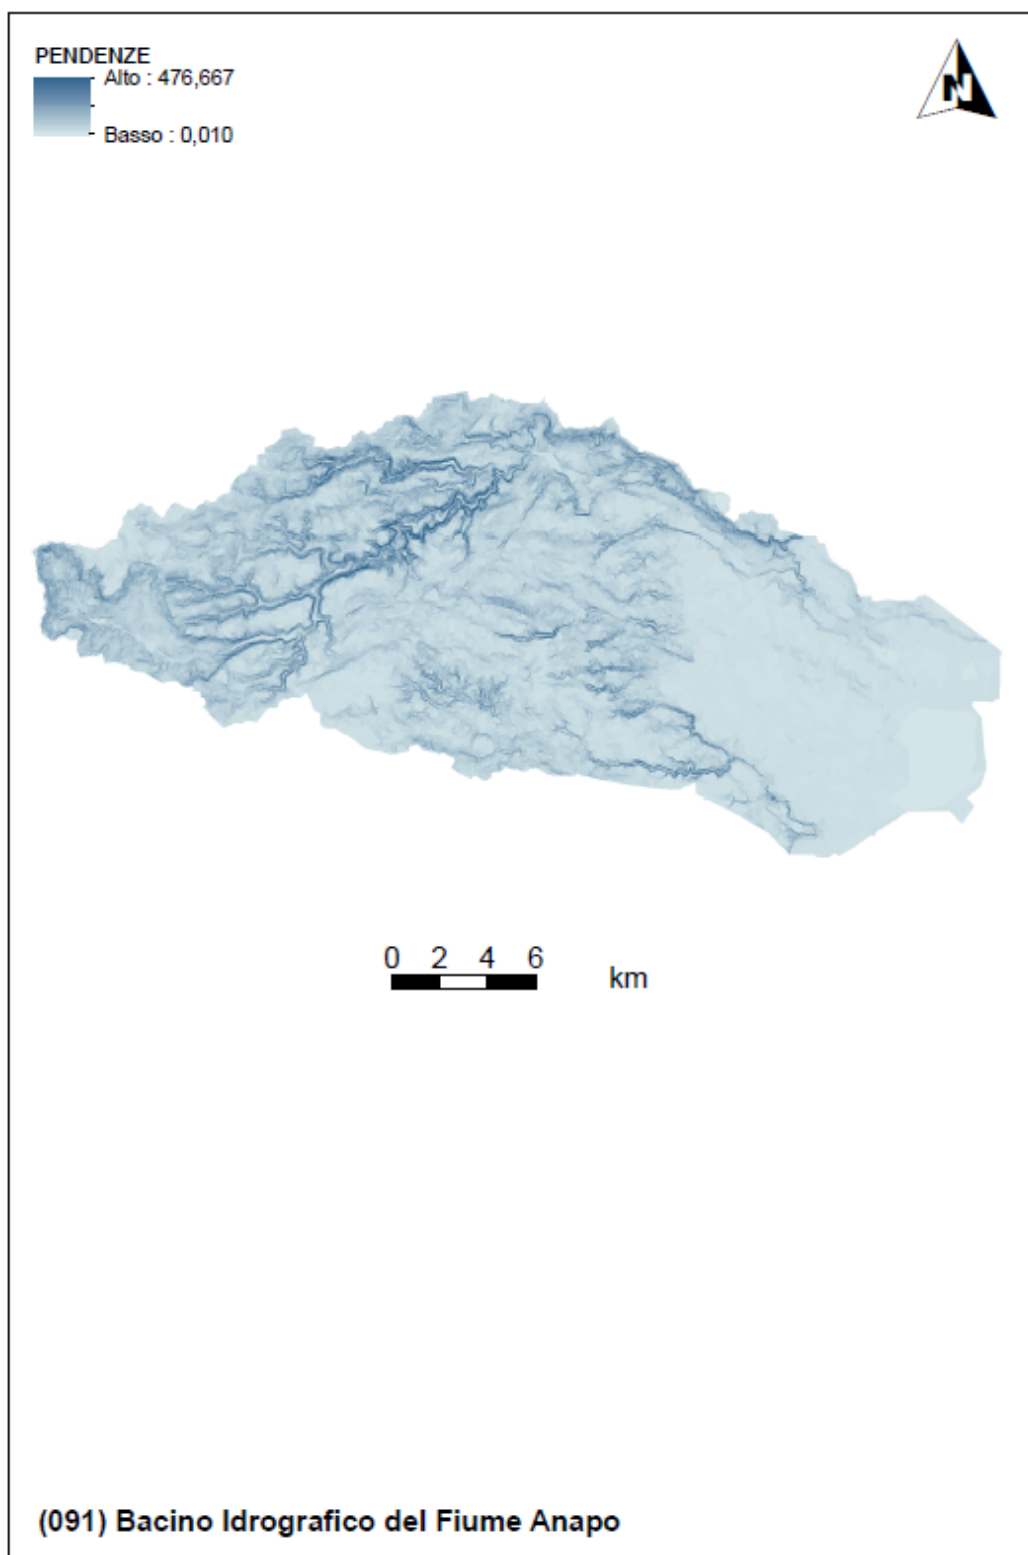 PENDENZE
Alto : 476,667
Basso : 0,010
N
0 2 4 6 km
(091) Bacino Idrografico del Fiume Anapo